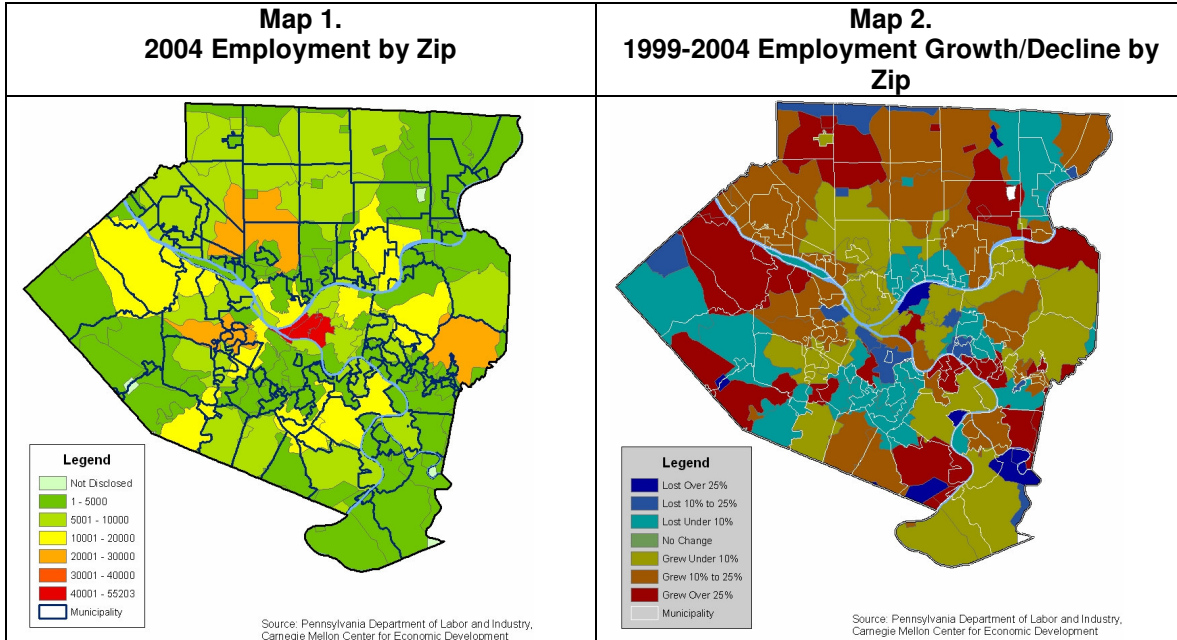 Map 1.
2004 Employment by Zip
Map 2.
1999-2004 Employment Growth/Decline by
Zip
Legend
Not Disclosed
1 - 5000
5001 - 10000
10001 - 20000
20001 - 30000
30001 - 40000
40001 - 55203
Municipality
Source: Pennsylvania Department of Labor and Industry,
Carnegie Mellon Center for Economic Development
Legend
Lost Over 25%
Lost 10% to 25%
Lost Under 10%
No Change
Grew Under 10%
Grew 10% to 25%
Grew Over 25%
Municipality
Source: Pennsylvania Department of Labor and Industry,
Carnegie Mellon Center for Economic Development